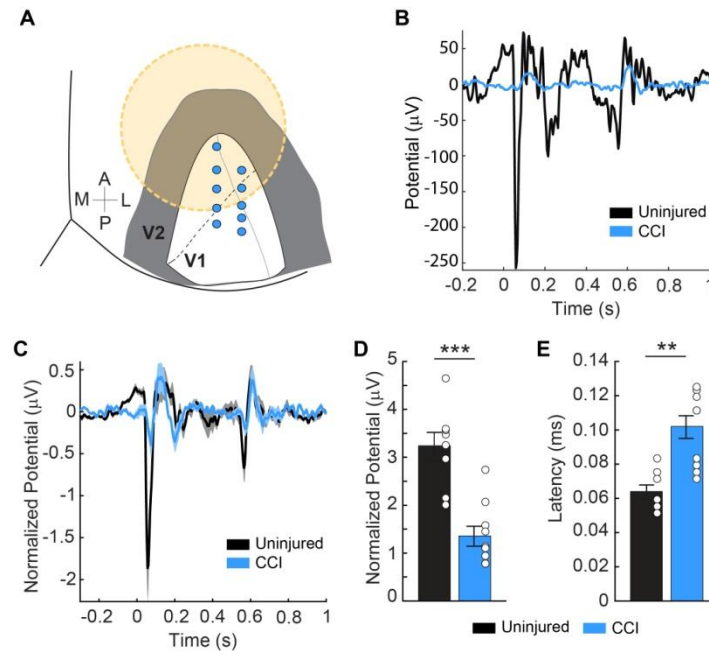 A
A
M L
P
V2
V1
B
Potential (µV)
50
0
-50
-100
-150
-200
-250
Uninjured
CCI
-0.2 0 0.2 0.4 0.6 0.8 1
Time (s)
C
Normalized Potential (µV)
0.5
0
-0.5
-1
-1.5
-2
Uninjured
CCI
-0.2 0 0.2 0.4 0.6 0.8 1
Time (s)
D
***
Normalized Potential (µV)
5
4
3
2
1
0
E
**
Latency (ms)
0.14
0.12
0.10
0.08
0.06
0.04
0.02
0.00
Uninjured CCI